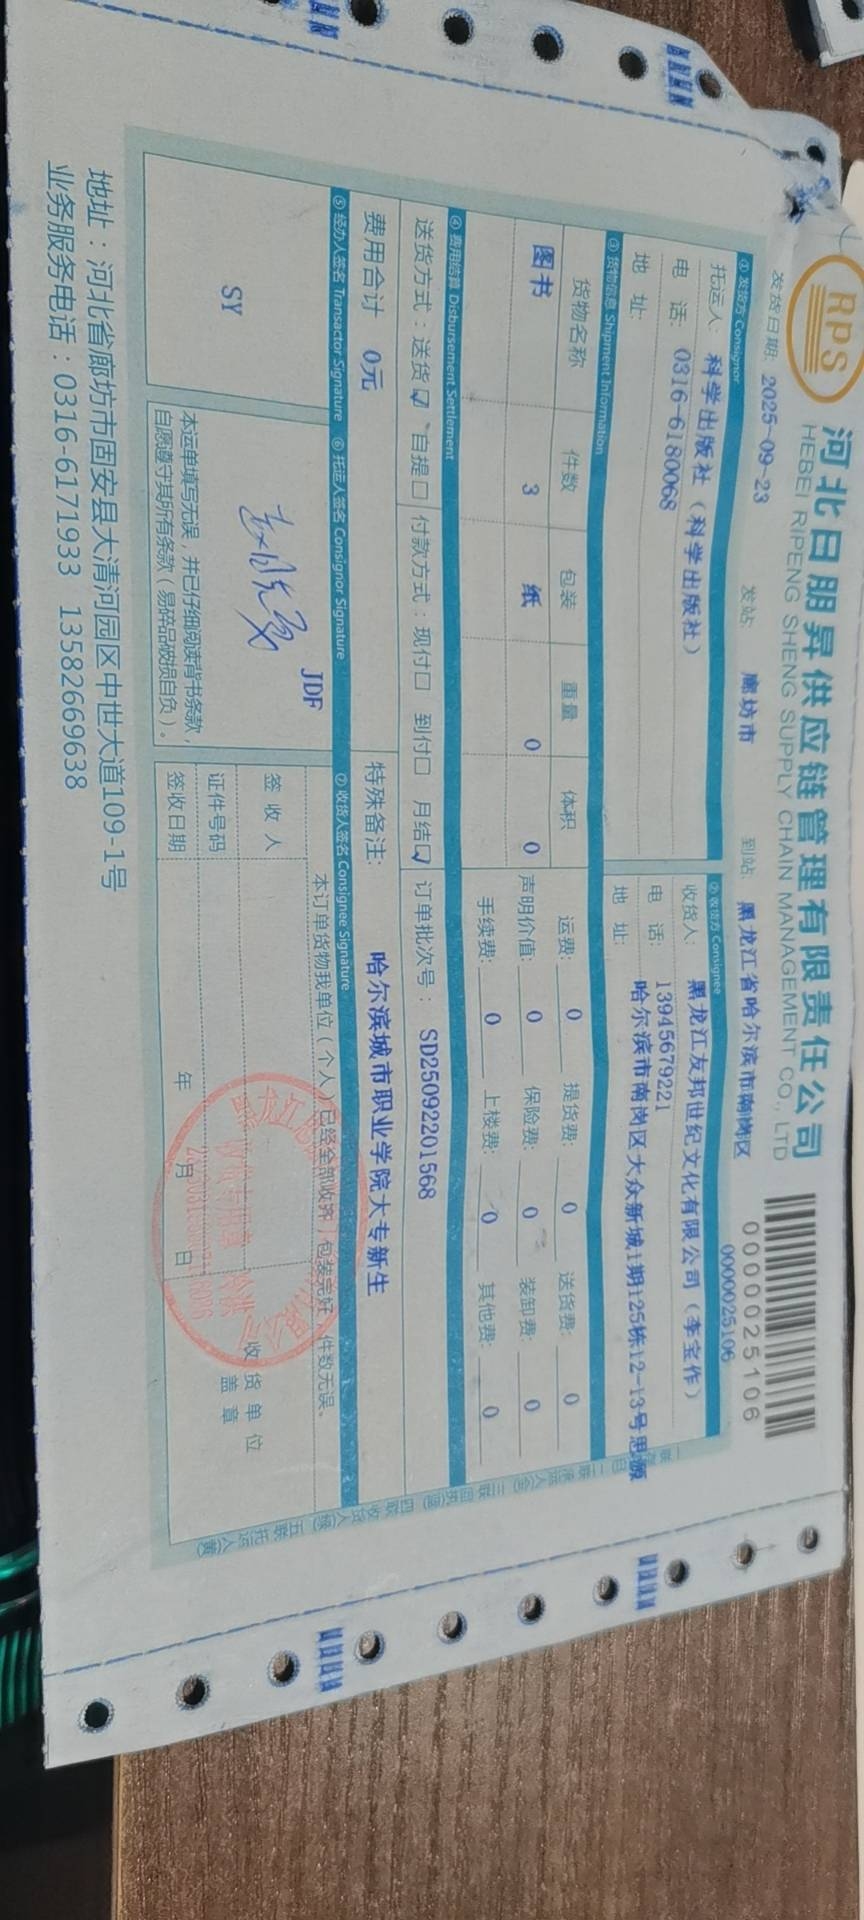 RPS
河北日朋昇供应链管理有限责任公司
HEBEI RIPENG SHENG SUPPLY CHAIN MANAGEMENT CO., LTD
0000025106
发货日期: 2025-09-23 发站: 廊坊市 到站: 黑龙江省哈尔滨市南岗区
0000025106
① 发货方 Consignor ② 收货方 Consignee
托运人: 科学出版社（科学出版社） 收货人: 黑龙江友邦世纪文化有限公司（李宝作）
电 话: 0316-6180068 电 话: 13945679221
地 址: 地 址: 哈尔滨市南岗区大众新城1期125栋12-13号思源
③ 货物信息 Shipment Information
货物名称 件数 包装 重量 体积 运费: 0 提货费: 0 送货费: 0
图书 3 纸 0 0 声明价值: 0 保险费: 0 装卸费: 0
手续费: 0 上楼费: 0 其他费: 0
④ 费用结算 Disbursement Settlement
送货方式：送货☑ 自提□ 付款方式：现付□ 到付□ 月结☑ 订单批次号： SD25092201568
费用合计 0元 特殊备注: 哈尔滨城市职业学院大专新生
⑤ 经办人签名 Transactor Signature ⑥ 托运人签名 Consignor Signature ⑦ 收货人签名 Consignee Signature
SY
JDF
本运单填写无误，并已仔细阅读背书条款，
自愿遵守其所有条款（易碎品破损自负）。
本订单货物我单位（个人）已经全部收齐，包装完好，件数无误。
签 收 人 收 货 单 位
证件号码 盖 章
签收日期 年 月 日
地址：河北省廊坊市固安县大清河园区中世大道109-1号
业务服务电话：0316-6171933 13582669638